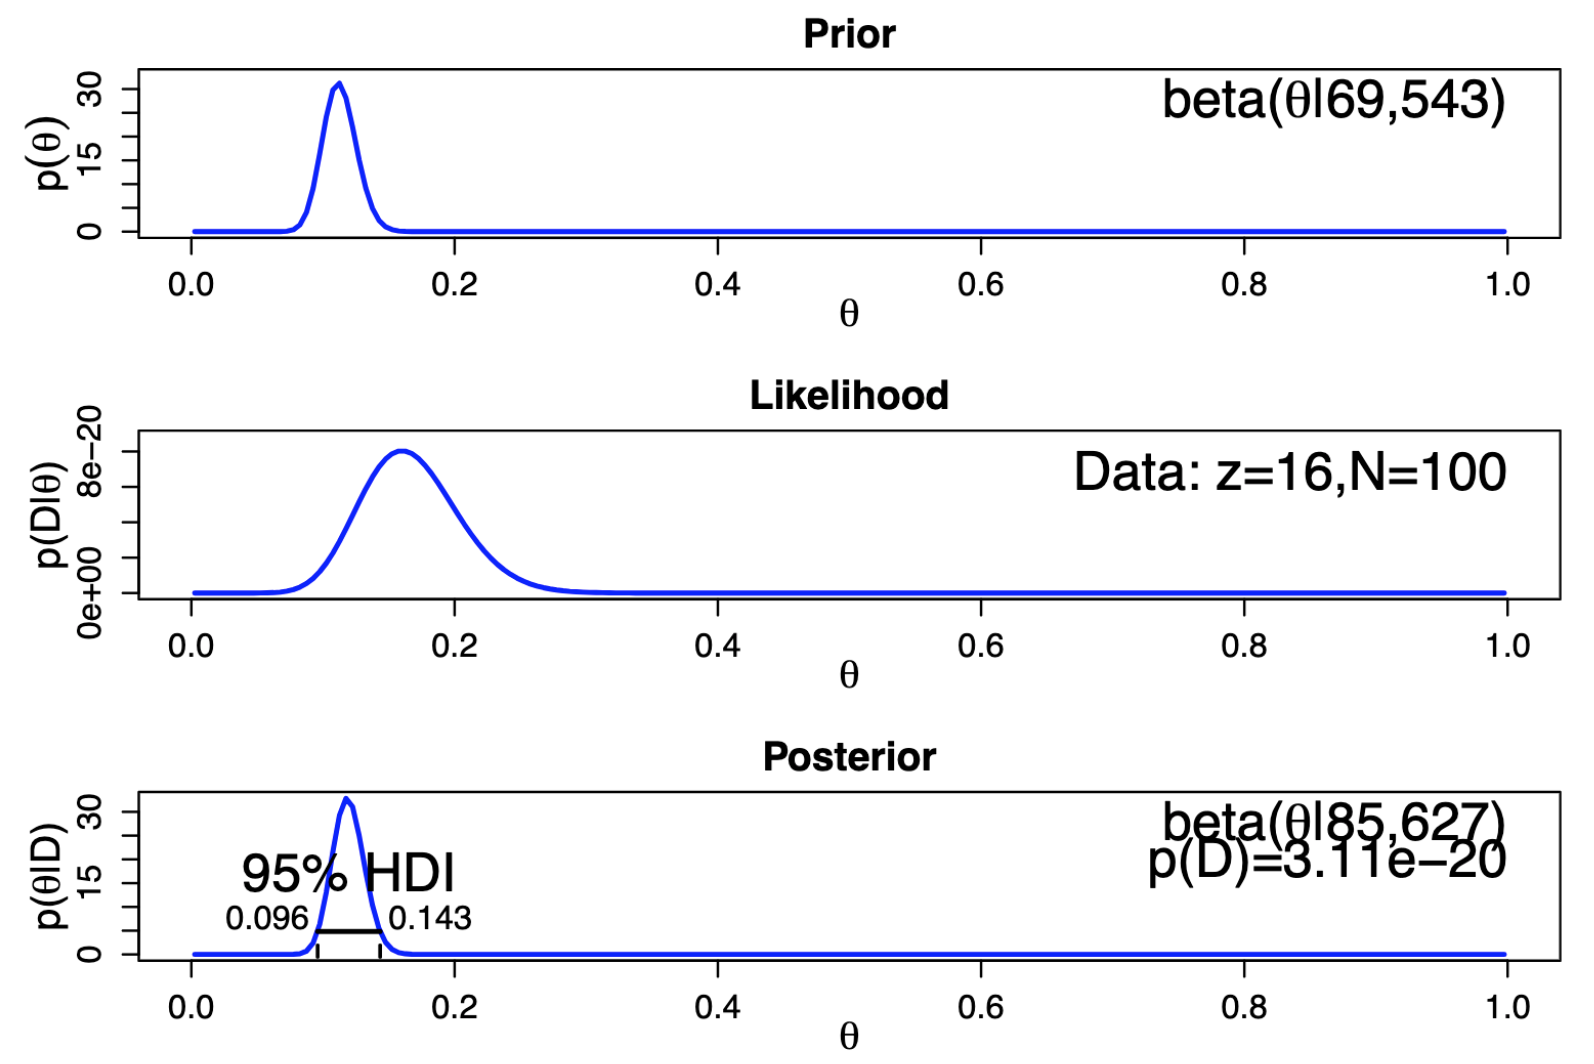 Prior
beta(θ|69,543)
p(θ)
0 15 30
0.0 0.2 0.4 0.6 0.8 1.0
θ
Likelihood
Data: z=16,N=100
p(D|θ)
0e+00 8e−20
0.0 0.2 0.4 0.6 0.8 1.0
θ
Posterior
beta(θ|85,627)
p(D)=3.11e−20
95% HDI
0.096 0.143
p(θ|D)
0 15 30
0.0 0.2 0.4 0.6 0.8 1.0
θ